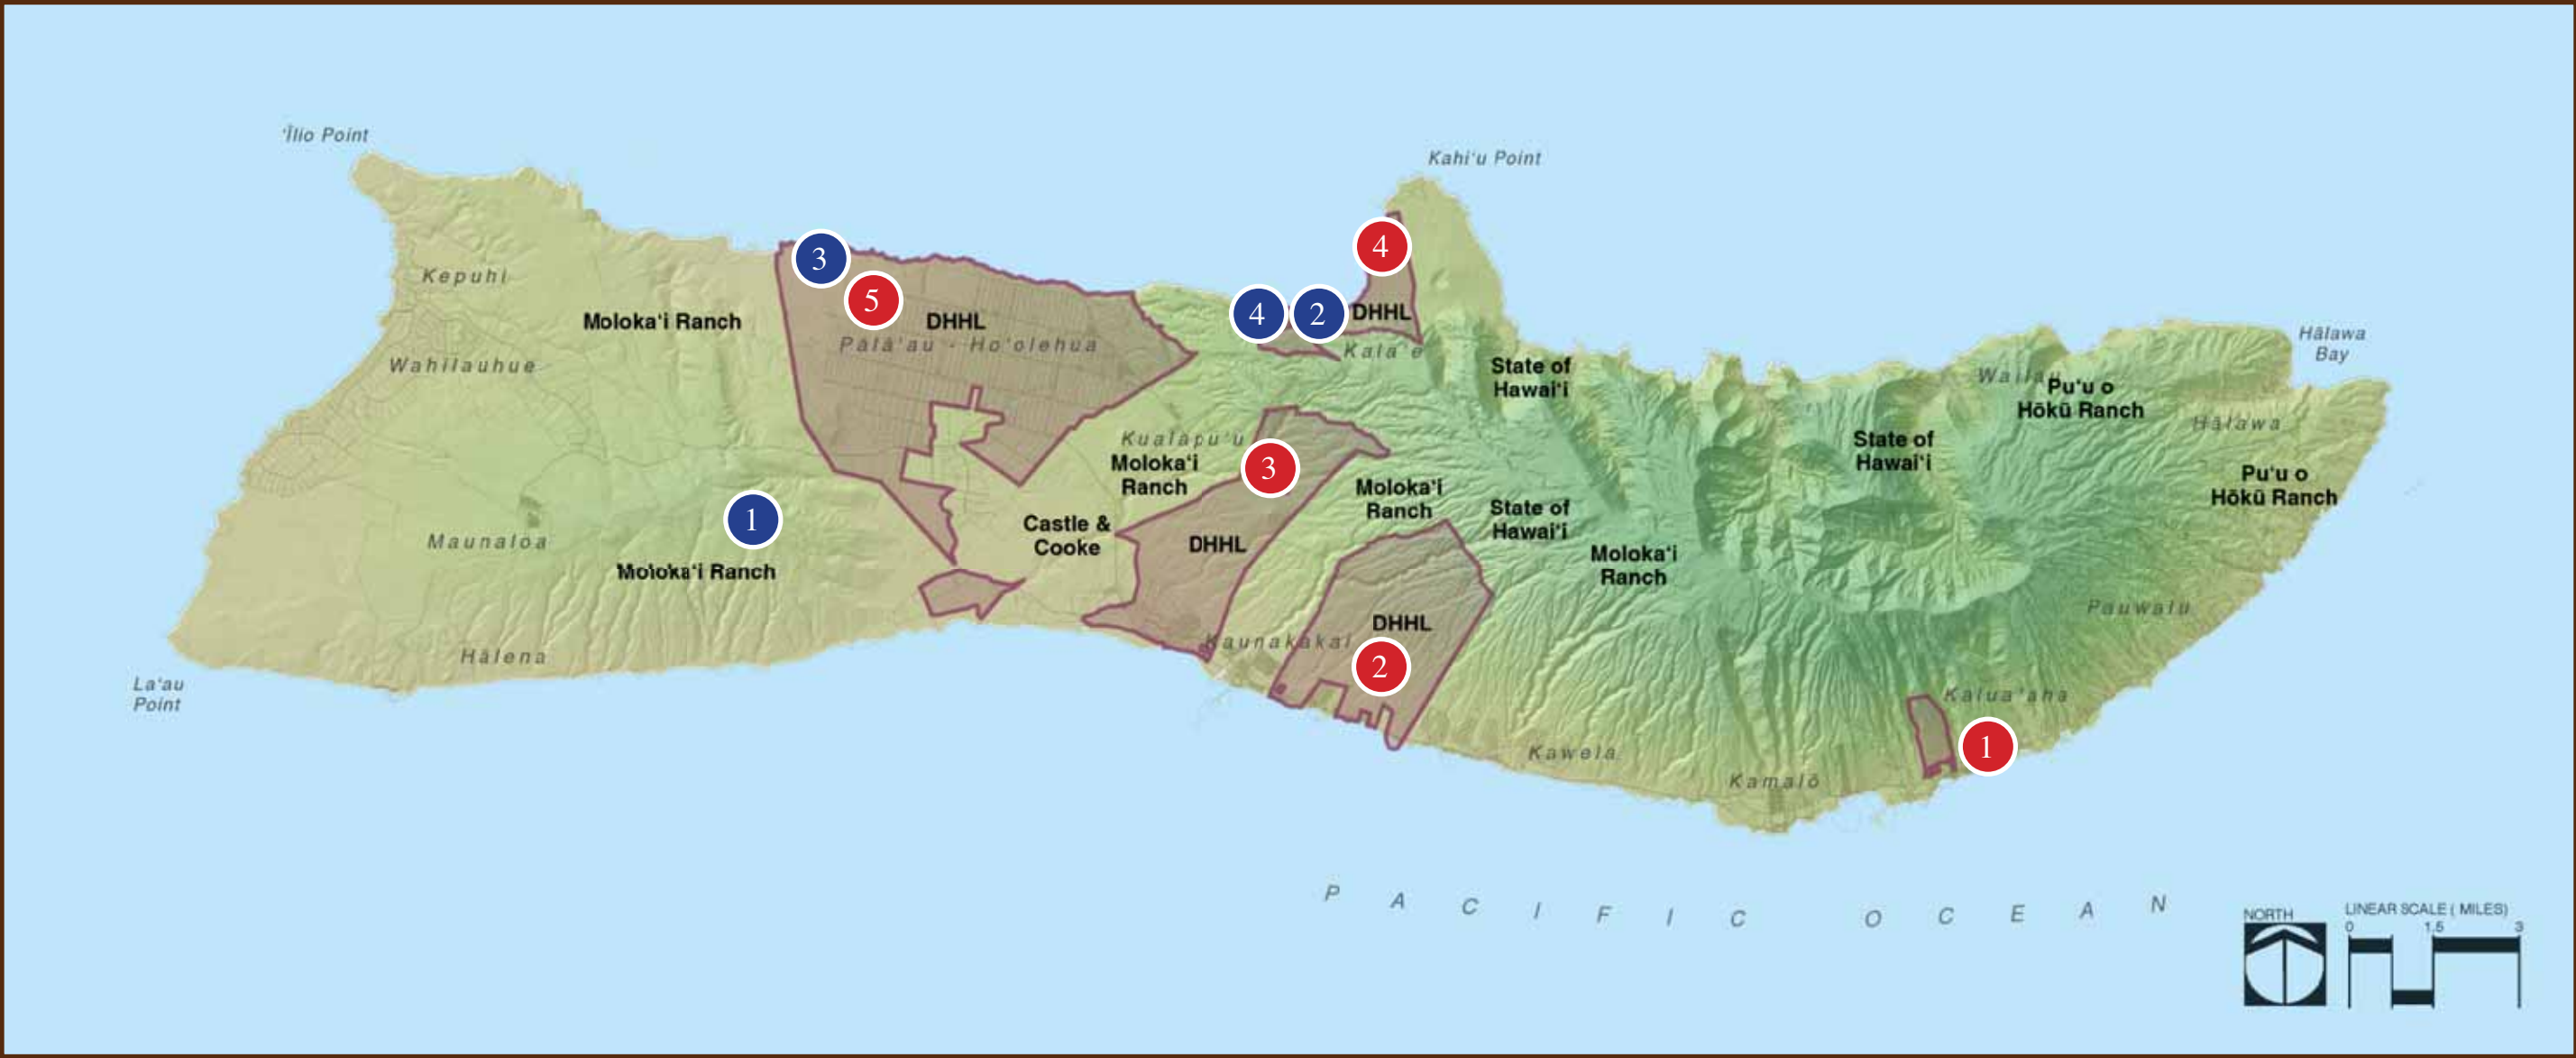 ʻĪlio Point
Kahiʻu Point
Kepuhi
3
5
4
4
2
DHHL
Molokaʻi Ranch
DHHL
Pālāʻau - Hoʻolehua
Kalaʻe
Wahilauhue
State of
Hawaiʻi
Hālawa
Bay
Wailau
Puʻu o
Hōkū Ranch
Hālawa
Kualapuʻu
Molokaʻi
Ranch
3
State of
Hawaiʻi
Puʻu o
Hōkū Ranch
Molokaʻi
Ranch
State of
Hawaiʻi
1
Maunaloa
Molokaʻi Ranch
Castle &
Cooke
DHHL
Molokaʻi
Ranch
Pauwalu
DHHL
Kaunakakai
2
Hālena
Laʻau
Point
Kaluaʻaha
1
Kawela
Kamalō
PACIFIC OCEAN
NORTH
LINEAR SCALE ( MILES)
0 1.5 3